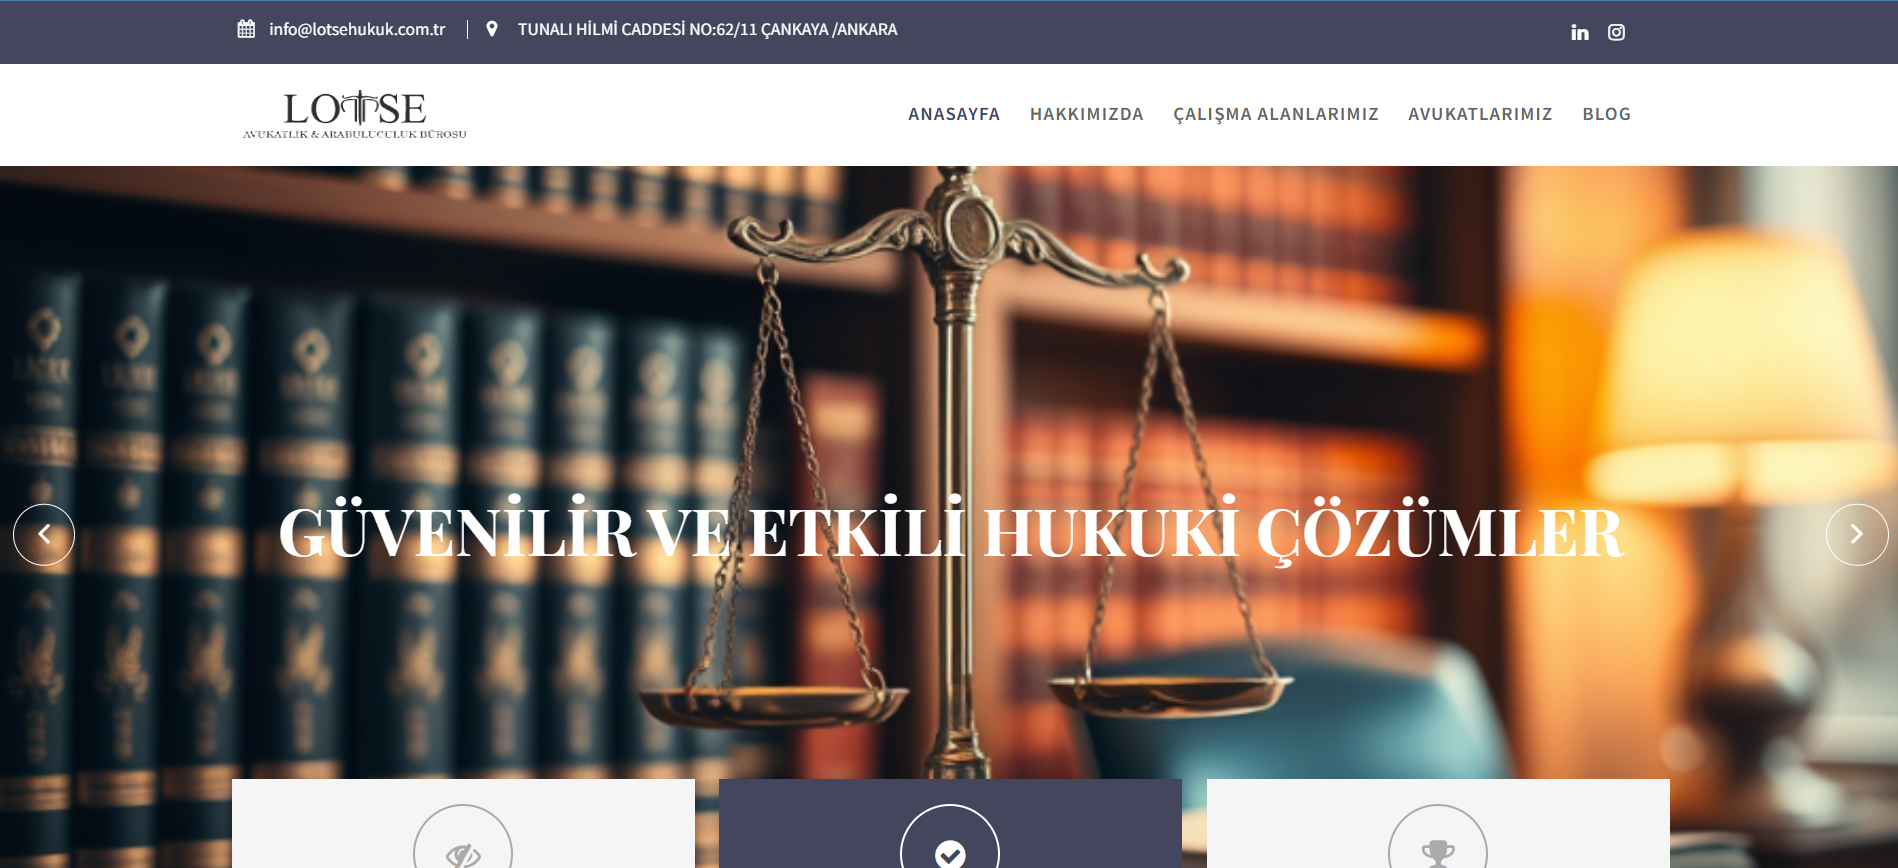 info@lotsehukuk.com.tr
TUNALI HİLMİ CADDESİ NO:62/11 ÇANKAYA /ANKARA
LOTSE
AVUKATLIK & ARABULUCULUK BÜROSU
ANASAYFA HAKKIMIZDA ÇALIŞMA ALANLARIMIZ AVUKATLARIMIZ BLOG
GÜVENİLİR VE ETKİLİ HUKUKİ ÇÖZÜMLER